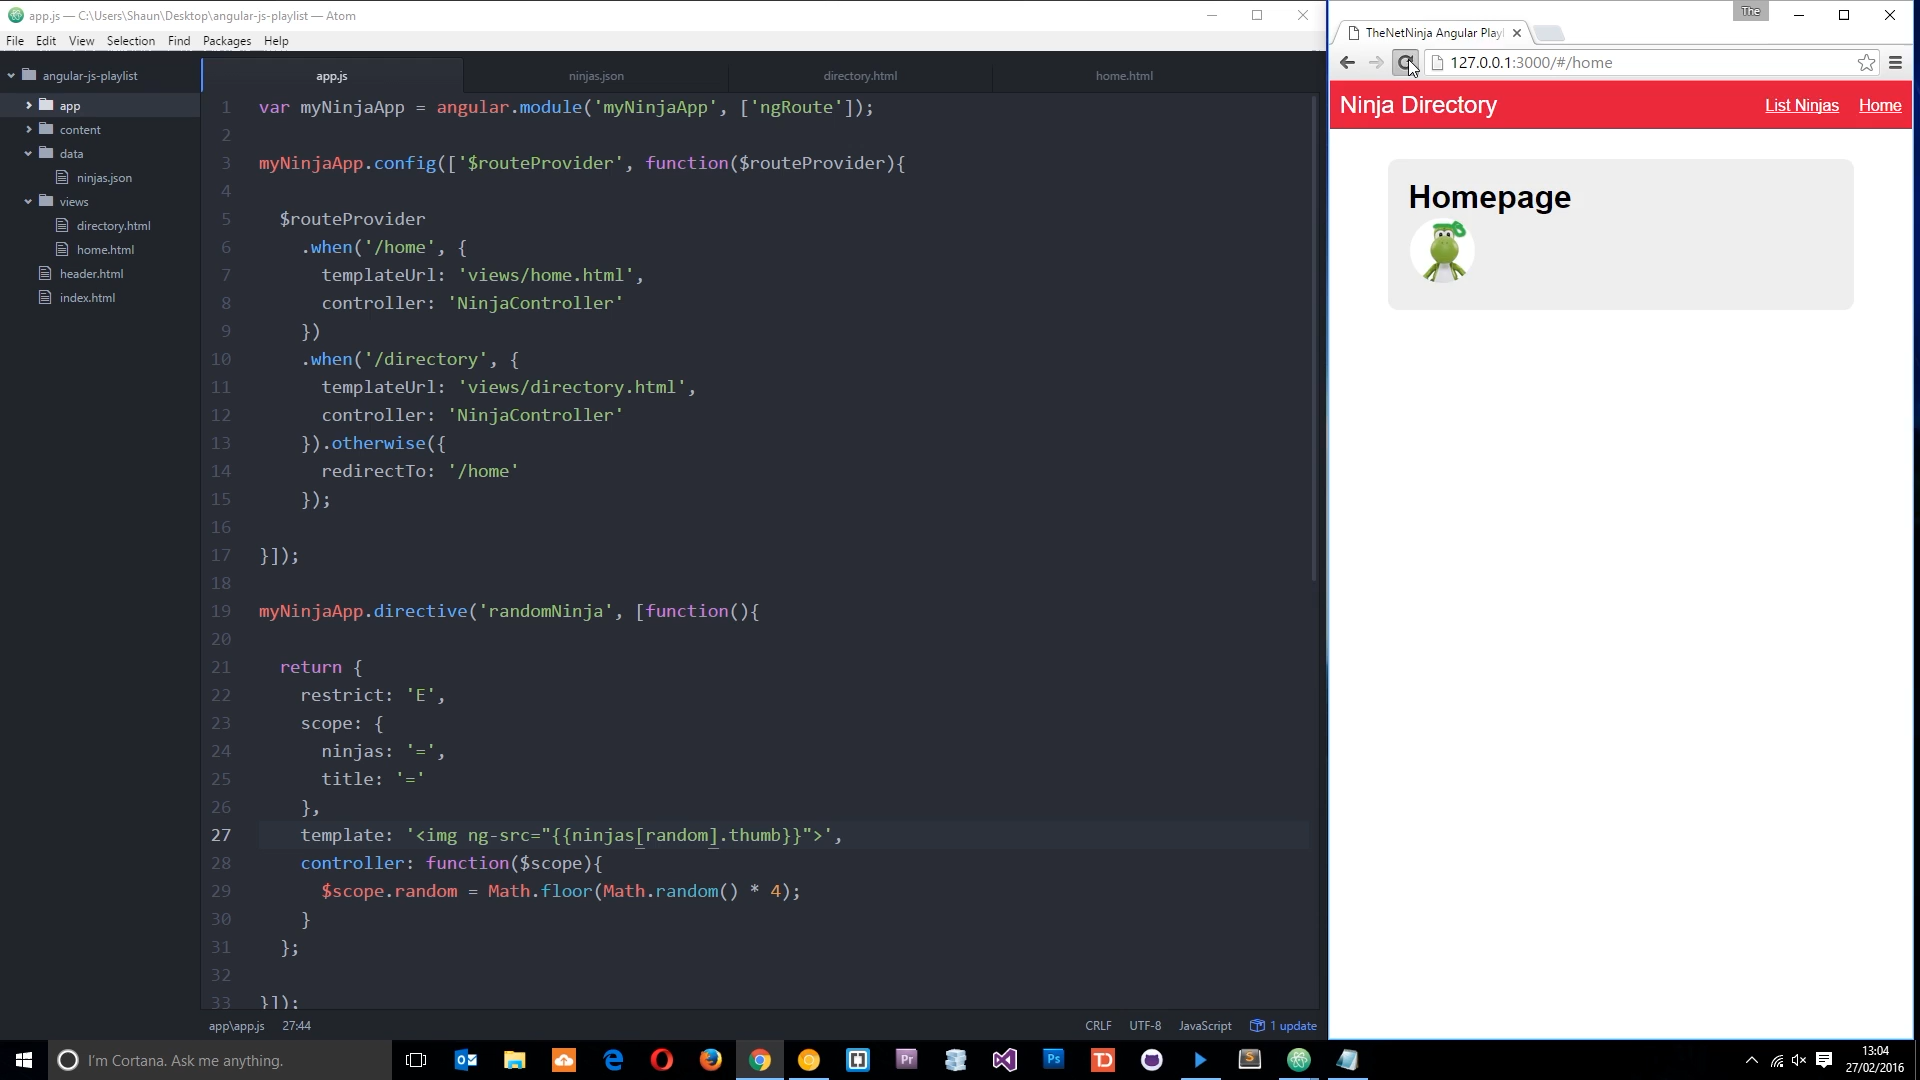 app.js — C:\Users\Shaun\Desktop\angular-js-playlist — Atom
File Edit View Selection Find Packages Help
angular-js-playlist
app
content
data
ninjas.json
views
directory.html
home.html
header.html
index.html
app.js ninjas.json directory.html home.html
1 var myNinjaApp = angular.module('myNinjaApp', ['ngRoute']);
2
3 myNinjaApp.config(['$routeProvider', function($routeProvider){
4
5 $routeProvider
6 .when('/home', {
7 templateUrl: 'views/home.html',
8 controller: 'NinjaController'
9 })
10 .when('/directory', {
11 templateUrl: 'views/directory.html',
12 controller: 'NinjaController'
13 }).otherwise({
14 redirectTo: '/home'
15 });
16
17 }]);
18
19 myNinjaApp.directive('randomNinja', [function(){
20
21 return {
22 restrict: 'E',
23 scope: {
24 ninjas: '=',
25 title: '='
26 },
27 template: '<img ng-src="{{ninjas[random].thumb}}">',
28 controller: function($scope){
29 $scope.random = Math.floor(Math.random() * 4);
30 }
31 };
32
33 }]);
app\app.js 27:44 CRLF UTF-8 JavaScript 1 update
The
TheNetNinja Angular Playl
127.0.0.1:3000/#/home
Ninja Directory List Ninjas Home
Homepage
I'm Cortana. Ask me anything.
13:04
27/02/2016